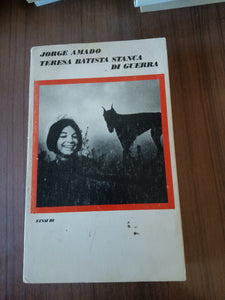 JORGE AMADO
TERESA BATISTA STANCA
DI GUERRA
EINAUDI